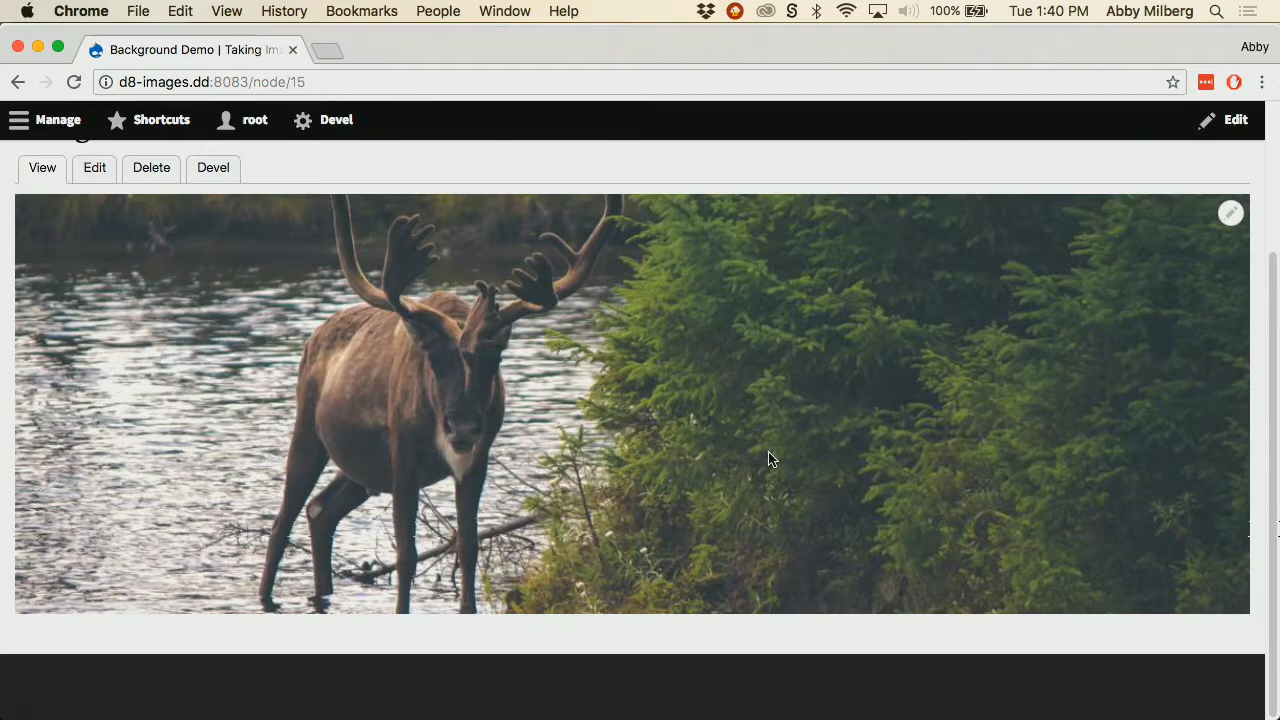 Chrome File Edit View History Bookmarks People Window Help 100% Tue 1:40 PM Abby Milberg
Background Demo | Taking Im
Abby
d8-images.dd:8083/node/15
Manage Shortcuts root Devel Edit
View Edit Delete Devel